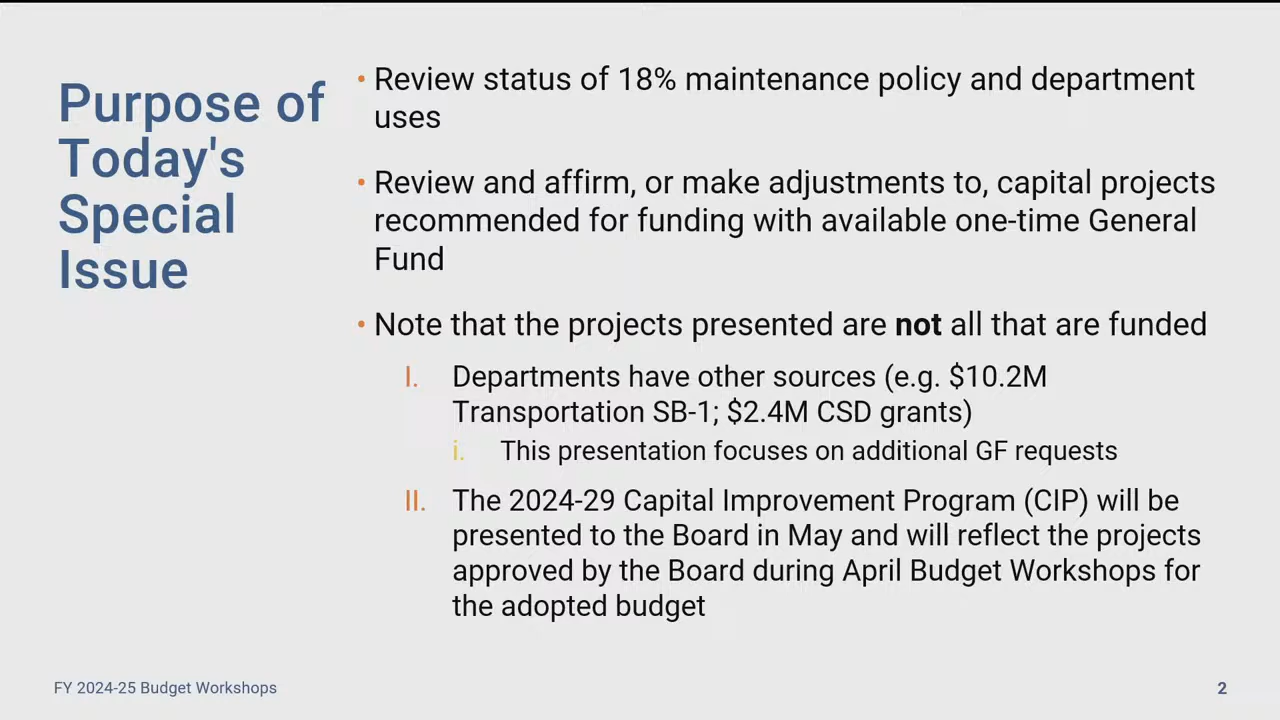 Purpose of
Today's
Special
Issue
• Review status of 18% maintenance policy and department
uses
• Review and affirm, or make adjustments to, capital projects
recommended for funding with available one-time General
Fund
• Note that the projects presented are not all that are funded
I. Departments have other sources (e.g. $10.2M
Transportation SB-1; $2.4M CSD grants)
i. This presentation focuses on additional GF requests
II. The 2024-29 Capital Improvement Program (CIP) will be
presented to the Board in May and will reflect the projects
approved by the Board during April Budget Workshops for
the adopted budget
FY 2024-25 Budget Workshops
2